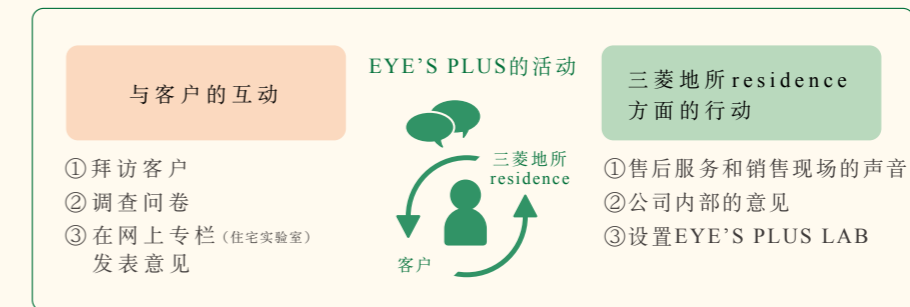 与客户的互动
①拜访客户
②调查问卷
③在网上专栏(住宅实验室)
发表意见
EYE'S PLUS的活动
三菱地所
residence
客户
三菱地所residence
方面的行动
①售后服务和销售现场的声音
②公司内部的意见
③设置EYE'S PLUS LAB